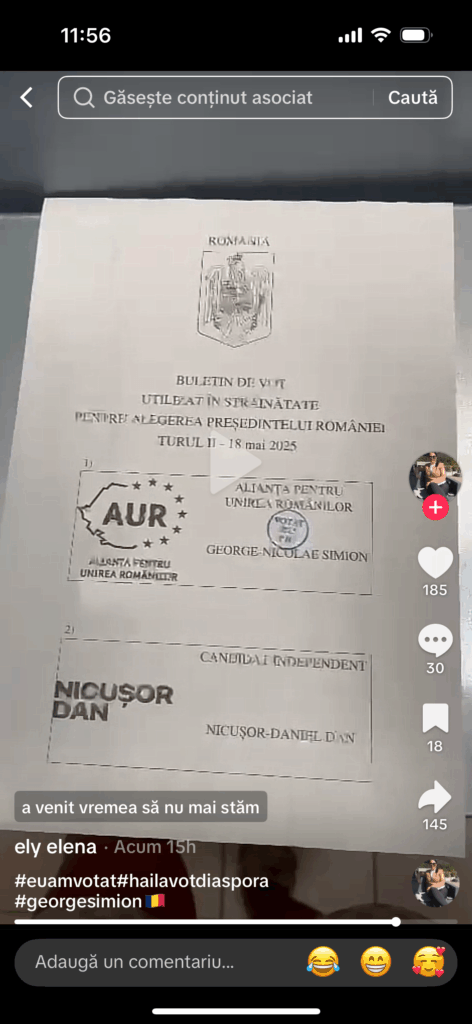 11:56
Găsește conținut asociat
Caută
ROMANIA
BULETIN DE VOT
UTILIZAT ÎN STRĂINĂTATE
PENTRU ALEGEREA PREȘEDINTELUI ROMÂNIEI
TURUL II - 18 mai 2025
1)
AUR
ALIANȚA PENTRU
UNIREA ROMÂNILOR
ALIANȚA PENTRU
UNIREA ROMÂNILOR
VOTAT
GEORGE-NICOLAE SIMION
2)
CANDIDAT INDEPENDENT
NICUȘOR
DAN
NICUȘOR-DANIEL DAN
185
30
18
145
a venit vremea să nu mai stăm
ely elena · Acum 15h
#euamvotat#hailavotdiaspora
#georgesimion🇷🇴
Adaugă un comentariu...